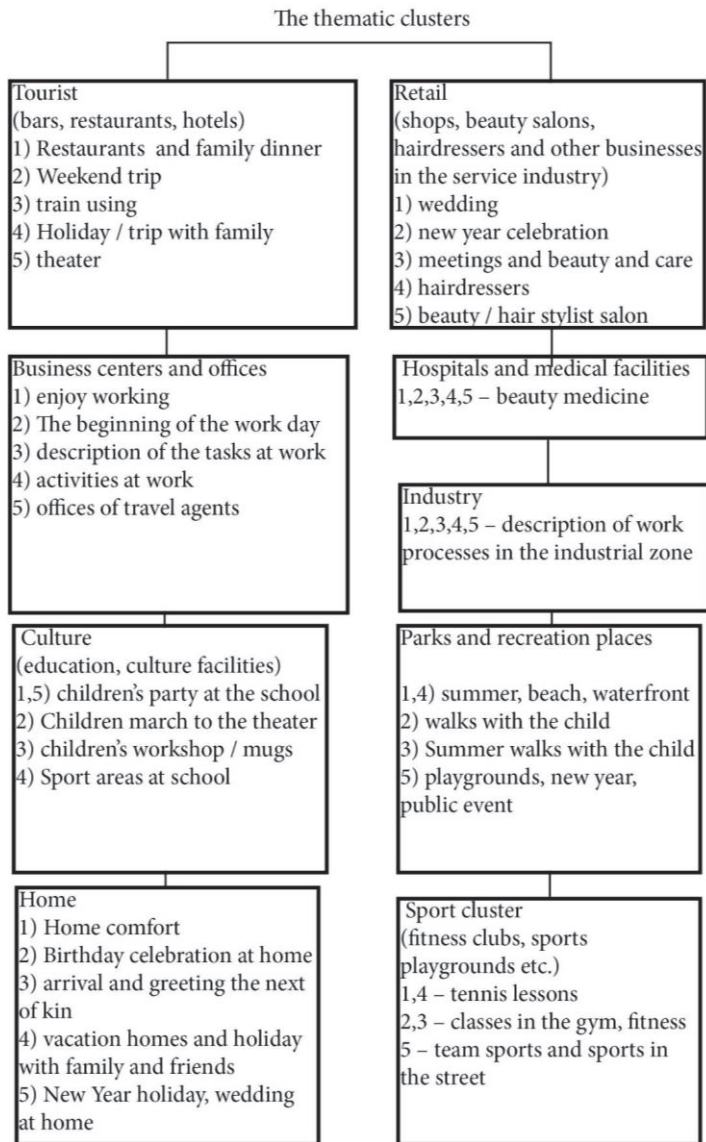 The thematic clusters
Tourist
(bars, restaurants, hotels)
1) Restaurants and family dinner
2) Weekend trip
3) train using
4) Holiday / trip with family
5) theater
Business centers and offices
1) enjoy working
2) The beginning of the work day
3) description of the tasks at work
4) activities at work
5) offices of travel agents
Culture
(education, culture facilities)
1,5) children's party at the school
2) Children march to the theater
3) children's workshop / mugs
4) Sport areas at school
Home
1) Home comfort
2) Birthday celebration at home
3) arrival and greeting the next
of kin
4) vacation homes and holiday
with family and friends
5) New Year holiday, wedding
at home
Retail
(shops, beauty salons,
hairdressers and other businesses
in the service industry)
1) wedding
2) new year celebration
3) meetings and beauty and care
4) hairdressers
5) beauty / hair stylist salon
Hospitals and medical facilities
1,2,3,4,5 – beauty medicine
Industry
1,2,3,4,5 – description of work
processes in the industrial zone
Parks and recreation places
1,4) summer, beach, waterfront
2) walks with the child
3) Summer walks with the child
5) playgrounds, new year,
public event
Sport cluster
(fitness clubs, sports
playgrounds etc.)
1,4 – tennis lessons
2,3 – classes in the gym, fitness
5 – team sports and sports in
the street